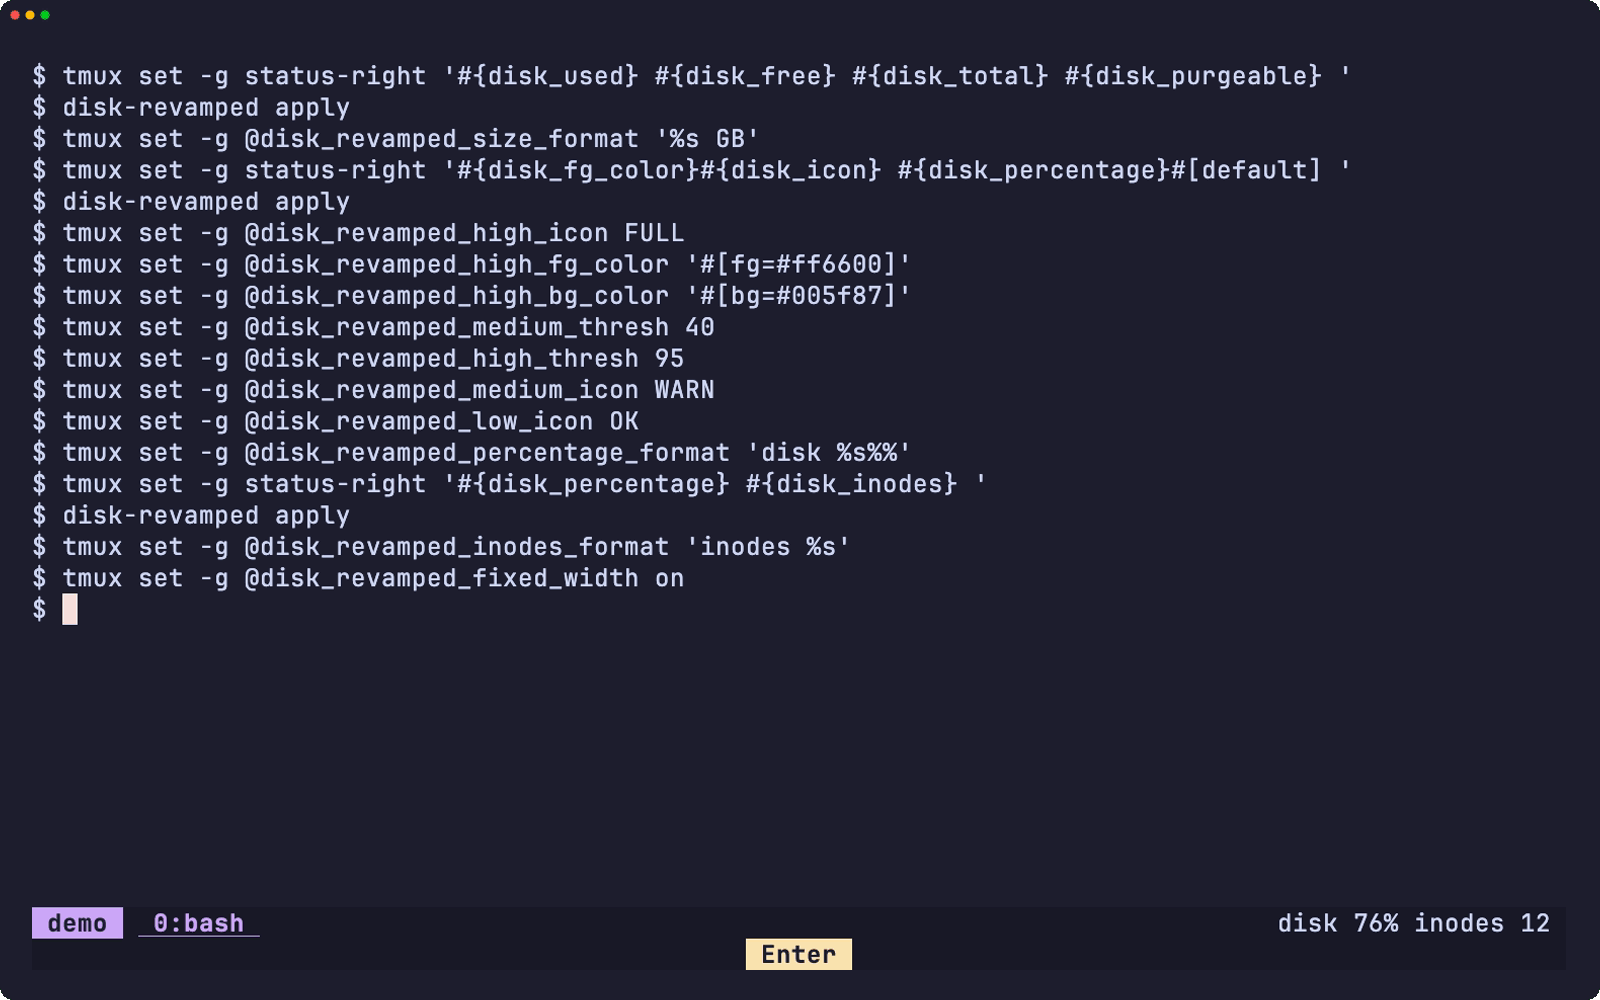 $ tmux set -g status-right '#{disk_used} #{disk_free} #{disk_total} #{disk_purgeable} '
$ disk-revamped apply
$ tmux set -g @disk_revamped_size_format '%s GB'
$ tmux set -g status-right '#{disk_fg_color}#{disk_icon} #{disk_percentage}#[default] '
$ disk-revamped apply
$ tmux set -g @disk_revamped_high_icon FULL
$ tmux set -g @disk_revamped_high_fg_color '#[fg=#ff6600]'
$ tmux set -g @disk_revamped_high_bg_color '#[bg=#005f87]'
$ tmux set -g @disk_revamped_medium_thresh 40
$ tmux set -g @disk_revamped_high_thresh 95
$ tmux set -g @disk_revamped_medium_icon WARN
$ tmux set -g @disk_revamped_low_icon OK
$ tmux set -g @disk_revamped_percentage_format 'disk %s%%'
$ tmux set -g status-right '#{disk_percentage} #{disk_inodes} '
$ disk-revamped apply
$ tmux set -g @disk_revamped_inodes_format 'inodes %s'
$ tmux set -g @disk_revamped_fixed_width on
$
demo 0:bash disk 76% inodes 12
Enter